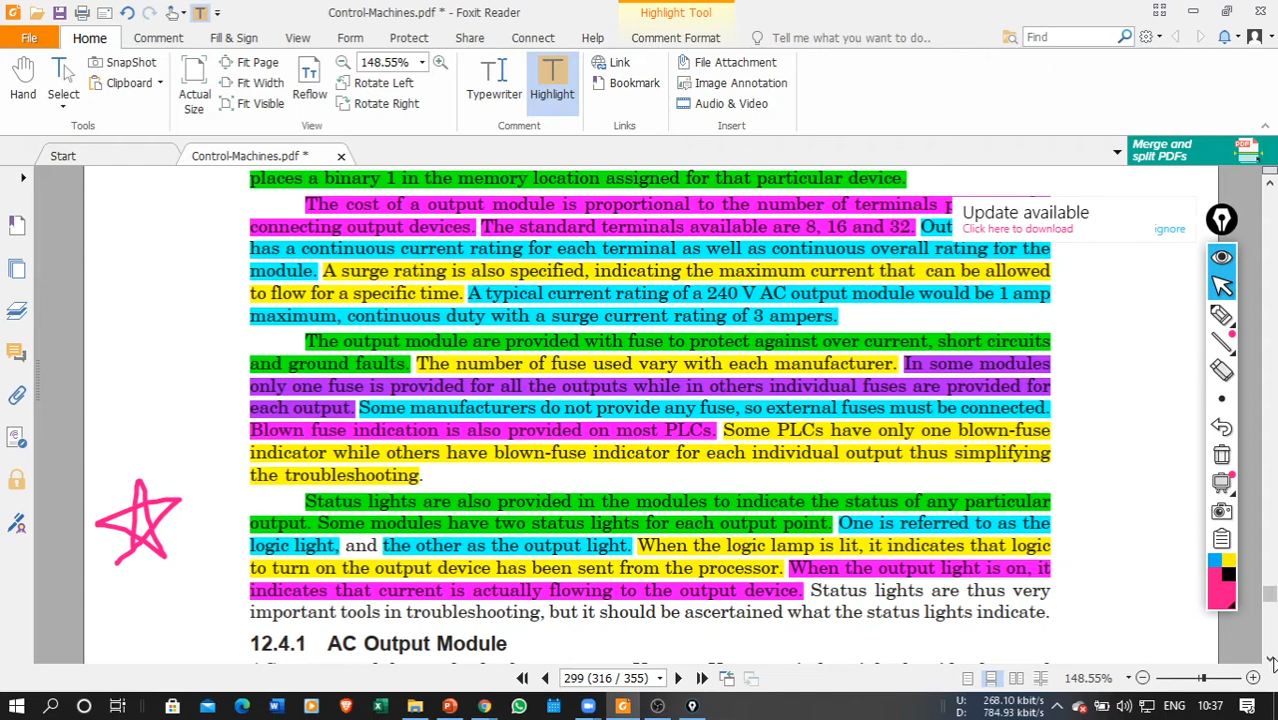 Control-Machines.pdf * - Foxit Reader
Highlight Tool
File
Home
Comment
Fill & Sign
View
Form
Protect
Share
Connect
Help
Comment Format
Tell me what you want to do..
Find
Hand
Select
SnapShot
Clipboard
Tools
Actual Size
Fit Page
Fit Width
Fit Visible
Reflow
148.55%
Rotate Left
Rotate Right
View
Typewriter
Highlight
Comment
Link
Bookmark
Links
File Attachment
Image Annotation
Audio & Video
Insert
Start
Control-Machines.pdf *
Merge and split PDFs
PDF
places a binary 1 in the memory location assigned for that particular device.
The cost of a output module is proportional to the number of terminals
connecting output devices. The standard terminals available are 8, 16 and 32. Out
has a continuous current rating for each terminal as well as continuous overall rating for the
module. A surge rating is also specified, indicating the maximum current that can be allowed
to flow for a specific time. A typical current rating of a 240 V AC output module would be 1 amp
maximum, continuous duty with a surge current rating of 3 ampers.
Update available
Click here to download
ignore
The output module are provided with fuse to protect against over current, short circuits
and ground faults. The number of fuse used vary with each manufacturer. In some modules
only one fuse is provided for all the outputs while in others individual fuses are provided for
each output. Some manufacturers do not provide any fuse, so external fuses must be connected.
Blown fuse indication is also provided on most PLCs. Some PLCs have only one blown-fuse
indicator while others have blown-fuse indicator for each individual output thus simplifying
the troubleshooting.
Status lights are also provided in the modules to indicate the status of any particular
output. Some modules have two status lights for each output point. One is referred to as the
logic light, and the other as the output light. When the logic lamp is lit, it indicates that logic
to turn on the output device has been sent from the processor. When the output light is on, it
indicates that current is actually flowing to the output device. Status lights are thus very
important tools in troubleshooting, but it should be ascertained what the status lights indicate.
12.4.1 AC Output Module
299 (316 / 355)
148.55%
U: 268.10 kbit/s
D: 784.93 kbit/s
ENG
10:37